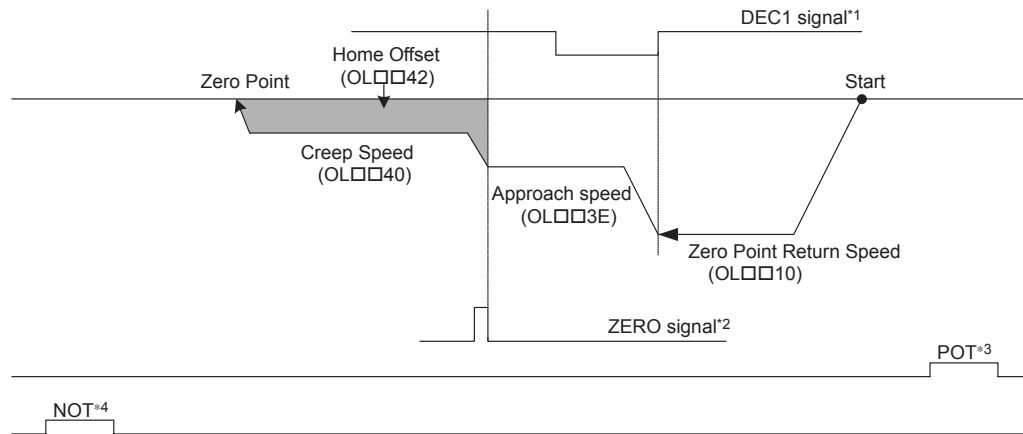 DEC1 signal*1
Home Offset
(OL□□42)
Zero Point
Start
Creep Speed
(OL□□40)
Approach speed
(OL□□3E)
Zero Point Return Speed
(OL□□10)
ZERO signal*2
POT*3
NOT*4